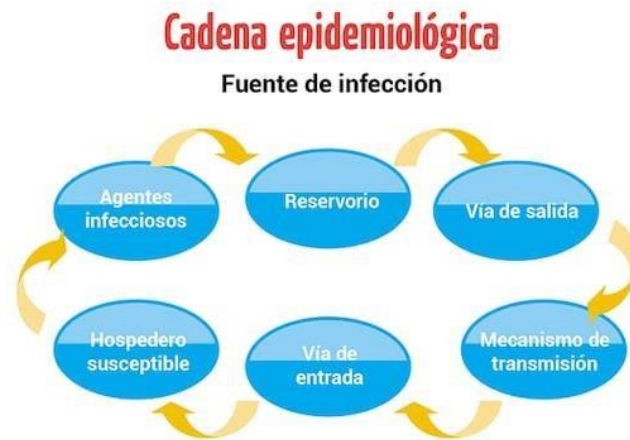 Cadena epidemiológica
Fuente de infección
Agentes
infecciosos
Reservorio
Vía de salida
Mecanismo de
transmisión
Vía de
entrada
Hospedero
susceptible